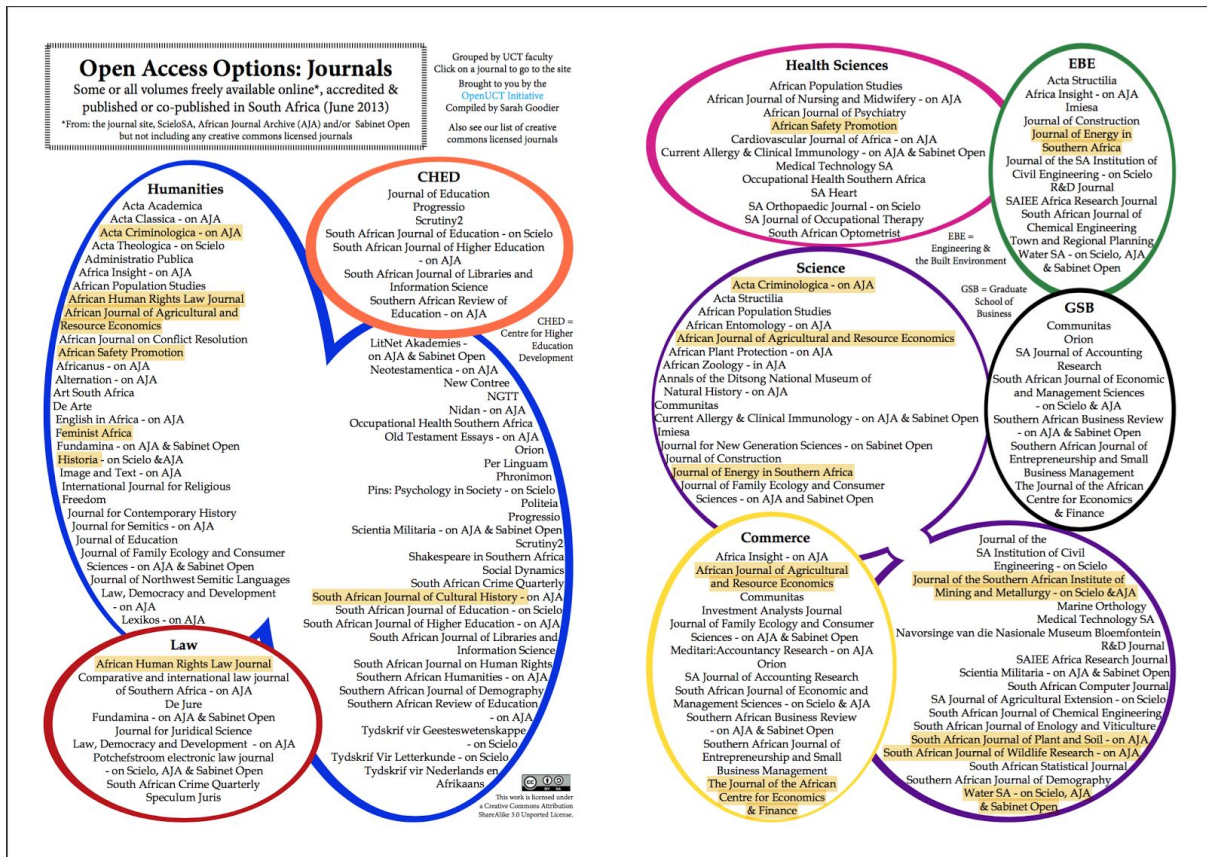 Open Access Options: Journals
Some or all volumes freely available online*, accredited &
published or co-published in South Africa (June 2013)
*From: the journal site, ScieloSA, African Journal Archive (AJA) and/or Sabinet Open
but not including any creative commons licensed journals
Grouped by UCT faculty
Click on a journal to go to the site
Brought to you by the
OpenUCT Initiative
Compiled by Sarah Goodier
Also see our list of creative
commons licensed journals
Humanities
Acta Academica
Acta Classica - on AJA
Acta Criminologica - on AJA
Acta Theologica - on Scielo
Administratio Publica
Africa Insight - on AJA
African Population Studies
African Human Rights Law Journal
African Journal of Agricultural and
Resource Economics
African Journal on Conflict Resolution
African Safety Promotion
Africanus - on AJA
Alternation - on AJA
Art South Africa
De Arte
English in Africa - on AJA
Feminist Africa
Fundamina - on AJA & Sabinet Open
Historia - on Scielo &AJA
Image and Text - on AJA
International Journal for Religious
Freedom
Journal for Contemporary History
Journal for Semitics - on AJA
Journal of Education
Journal of Family Ecology and Consumer
Sciences - on AJA & Sabinet Open
Journal of Northwest Semitic Languages
Law, Democracy and Development
- on AJA
Lexikos - on AJA
CHED
Journal of Education
Progressio
Scrutiny2
South African Journal of Education - on Scielo
South African Journal of Higher Education
- on AJA
South African Journal of Libraries and
Information Science
Southern African Review of
Education - on AJA
CHED =
Centre for Higher
Education
Development
LitNet Akademies -
on AJA & Sabinet Open
Neotestamentica - on AJA
New Contree
NGTT
Nidan - on AJA
Occupational Health Southern Africa
Old Testament Essays - on AJA
Orion
Per Linguam
Phronimon
Pins: Psychology in Society - on Scielo
Politeia
Progressio
Scientia Militaria - on AJA & Sabinet Open
Scrutiny2
Shakespeare in Southern Africa
Social Dynamics
South African Crime Quarterly
South African Journal of Cultural History - on AJA
South African Journal of Education - on Scielo
South African Journal of Higher Education - on AJA
South African Journal of Libraries and
Information Science
South African Journal on Human Rights
Southern African Humanities - on AJA
Southern African Journal of Demography
Southern African Review of Education
- on AJA
Tydskrif vir Geesteswetenskappe
- on Scielo
Tydskrif Vir Letterkunde - on Scielo
Tydskrif vir Nederlands en
Afrikaans
Law
African Human Rights Law Journal
Comparative and international law journal
of Southern Africa - on AJA
De Jure
Fundamina - on AJA & Sabinet Open
Journal for Juridical Science
Law, Democracy and Development - on AJA
Potchefstroom electronic law journal
- on Scielo, AJA & Sabinet Open
South African Crime Quarterly
Speculum Juris
CC BY SA
This work is licensed under
a Creative Commons Attribution
ShareAlike 3.0 Unported License.
Health Sciences
African Population Studies
African Journal of Nursing and Midwifery - on AJA
African Journal of Psychiatry
African Safety Promotion
Cardiovascular Journal of Africa - on AJA
Current Allergy & Clinical Immunology - on AJA & Sabinet Open
Medical Technology SA
Occupational Health Southern Africa
SA Heart
SA Orthopaedic Journal - on Scielo
SA Journal of Occupational Therapy
South African Optometrist
EBE
Acta Structilia
Africa Insight - on AJA
Imiesa
Journal of Construction
Journal of Energy in
Southern Africa
Journal of the SA Institution of
Civil Engineering - on Scielo
R&D Journal
SAIEE Africa Research Journal
South African Journal of
Chemical Engineering
Town and Regional Planning
Water SA - on Scielo, AJA
& Sabinet Open
EBE =
Engineering &
the Built Environment
GSB = Graduate
School of
Business
Science
Acta Criminologica - on AJA
Acta Structilia
African Population Studies
African Entomology - on AJA
African Journal of Agricultural and Resource Economics
African Plant Protection - on AJA
African Zoology - in AJA
Annals of the Ditsong National Museum of
Natural History - on AJA
Communitas
Current Allergy & Clinical Immunology - on AJA & Sabinet Open
Imiesa
Journal for New Generation Sciences - on Sabinet Open
Journal of Construction
Journal of Energy in Southern Africa
Journal of Family Ecology and Consumer
Sciences - on AJA and Sabinet Open
GSB
Communitas
Orion
SA Journal of Accounting
Research
South African Journal of Economic
and Management Sciences
- on Scielo & AJA
Southern African Business Review
- on AJA & Sabinet Open
Southern African Journal of
Entrepreneurship and Small
Business Management
The Journal of the African
Centre for Economics
& Finance
Commerce
Africa Insight - on AJA
African Journal of Agricultural
and Resource Economics
Communitas
Investment Analysts Journal
Journal of Family Ecology and Consumer
Sciences - on AJA & Sabinet Open
Meditari:Accountancy Research - on AJA
Orion
SA Journal of Accounting Research
South African Journal of Economic and
Management Sciences - on Scielo & AJA
Southern African Business Review
- on AJA & Sabinet Open
Southern African Journal of
Entrepreneurship and Small
Business Management
The Journal of the African
Centre for Economics
& Finance
Journal of the
SA Institution of Civil
Engineering - on Scielo
Journal of the Southern African Institute of
Mining and Metallurgy - on Scielo &AJA
Marine Orthology
Medical Technology SA
Navorsinge van die Nasionale Museum Bloemfontein
R&D Journal
SAIEE Africa Research Journal
Scientia Militaria - on AJA & Sabinet Open
South African Computer Journal
SA Journal of Agricultural Extension - on Scielo
South African Journal of Chemical Engineering
South African Journal of Enology and Viticulture
South African Journal of Plant and Soil - on AJA
South African Journal of Wildlife Research - on AJA
South African Statistical Journal
Southern African Journal of Demography
Water SA - on Scielo, AJA
& Sabinet Open